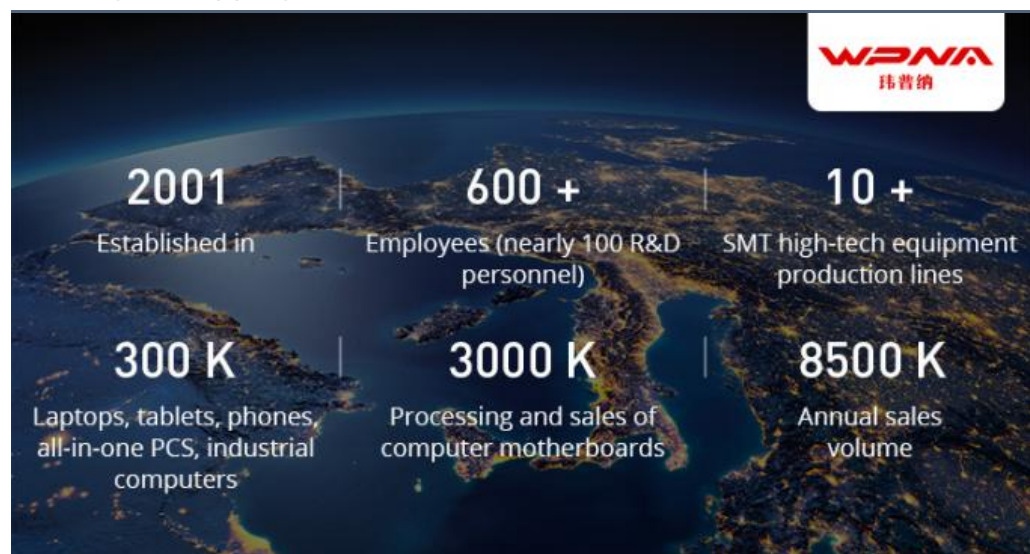 WPNA
玮普纳
2001
Established in
600 +
Employees (nearly 100 R&D
personnel)
10 +
SMT high-tech equipment
production lines
300 K
Laptops, tablets, phones,
all-in-one PCS, industrial
computers
3000 K
Processing and sales of
computer motherboards
8500 K
Annual sales
volume